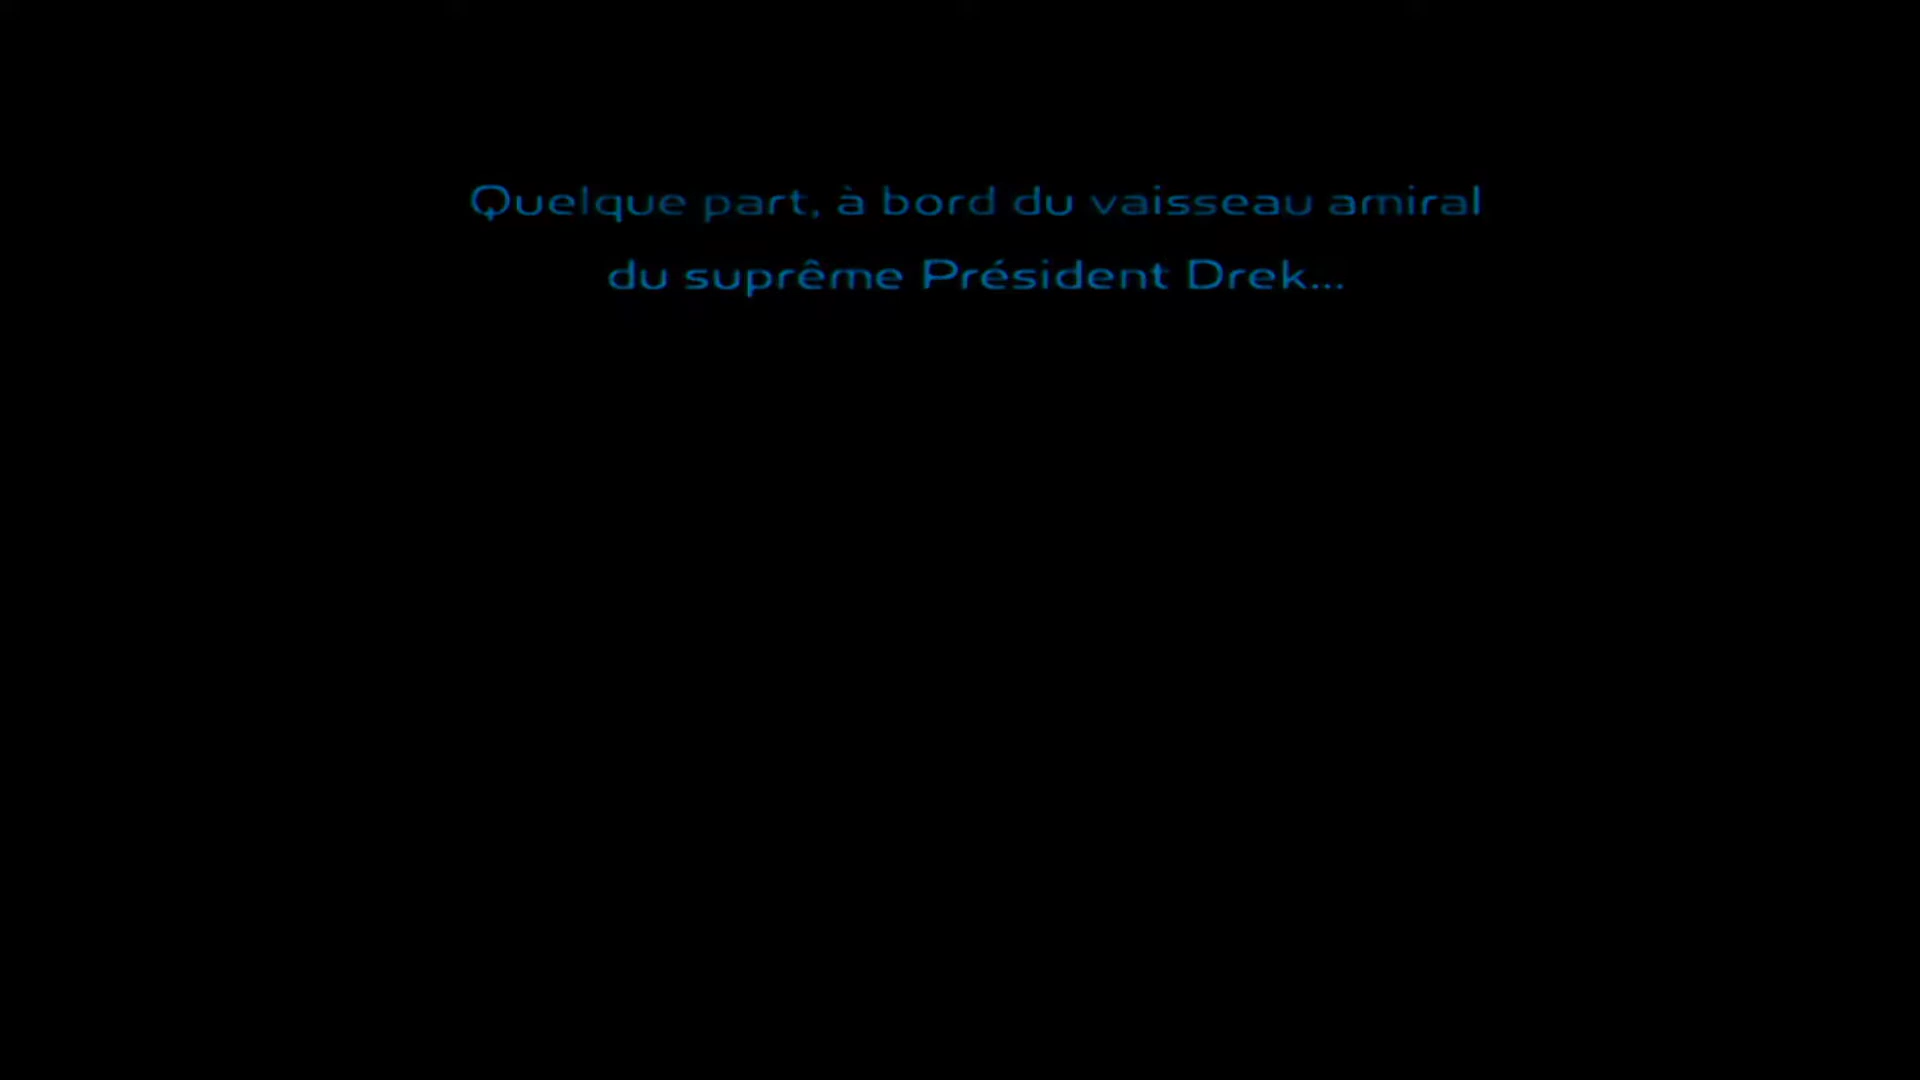 Quelque part, à bord du vaisseau amiral
du suprême Président Drek...